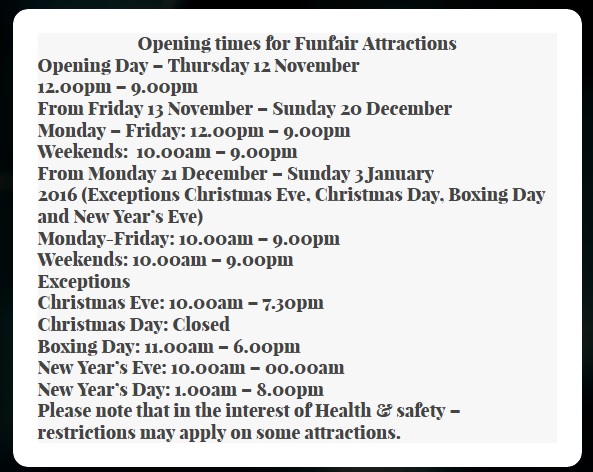 Opening times for Funfair Attractions
Opening Day – Thursday 12 November
12.00pm – 9.00pm
From Friday 13 November – Sunday 20 December
Monday – Friday: 12.00pm – 9.00pm
Weekends:  10.00am – 9.00pm
From Monday 21 December – Sunday 3 January
2016 (Exceptions Christmas Eve, Christmas Day, Boxing Day
and New Year's Eve)
Monday-Friday: 10.00am – 9.00pm
Weekends: 10.00am – 9.00pm
Exceptions
Christmas Eve: 10.00am – 7.30pm
Christmas Day: Closed
Boxing Day: 11.00am – 6.00pm
New Year's Eve: 10.00am – 00.00am
New Year's Day: 1.00am – 8.00pm
Please note that in the interest of Health & safety –
restrictions may apply on some attractions.